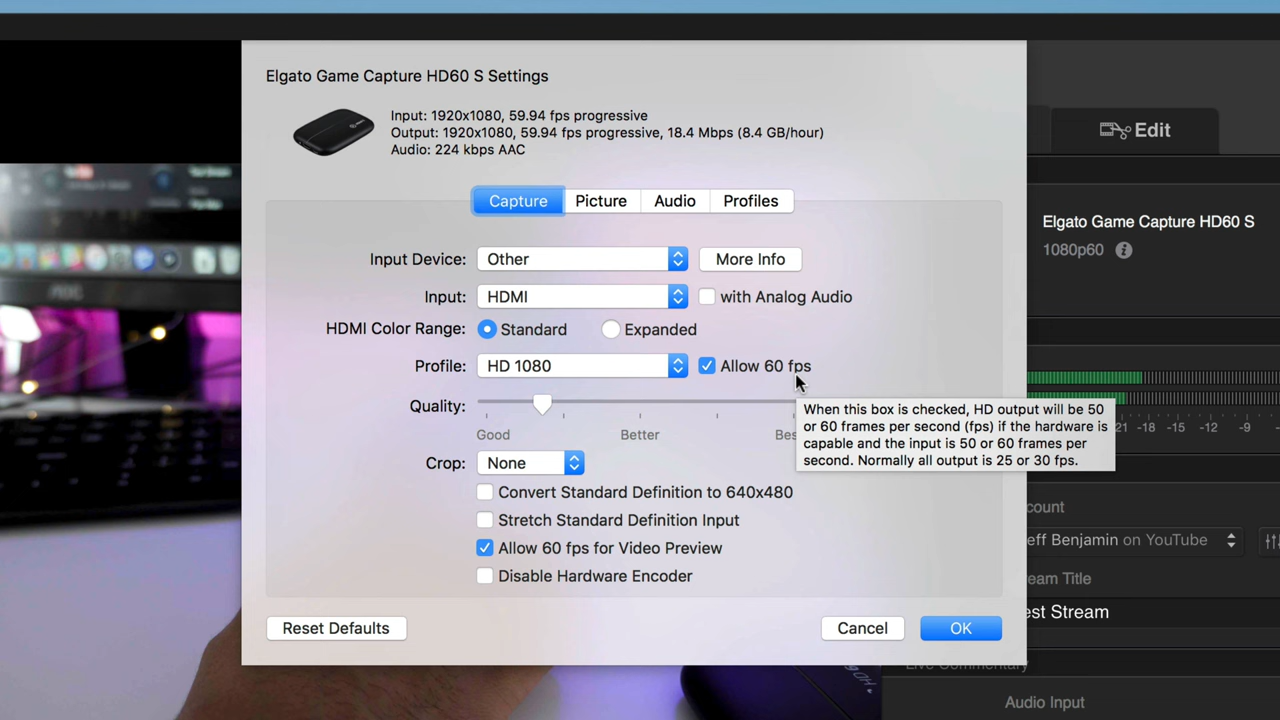 Elgato Game Capture HD60 S Settings
Input: 1920x1080, 59.94 fps progressive
Output: 1920x1080, 59.94 fps progressive, 18.4 Mbps (8.4 GB/hour)
Audio: 224 kbps AAC
Edit
Capture Picture Audio Profiles
Elgato Game Capture HD60 S
1080p60
Input Device: Other More Info
Input: HDMI with Analog Audio
HDMI Color Range: Standard Expanded
Profile: HD 1080 Allow 60 fps
Quality:
Good Better
When this box is checked, HD output will be 50
or 60 frames per second (fps) if the hardware is
capable and the input is 50 or 60 frames per
second. Normally all output is 25 or 30 fps.
21 -18 -15 -12 -9
Crop: None
Convert Standard Definition to 640x480
Stretch Standard Definition Input
Allow 60 fps for Video Preview
Disable Hardware Encoder
count
eff Benjamin on YouTube
eam Title
est Stream
Reset Defaults Cancel OK
Live Commentary
Audio Input